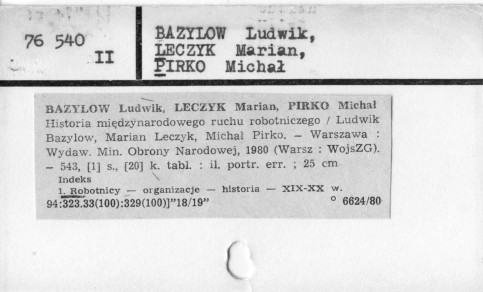 76 540
II
BAZYLOW Ludwik,
LECZYK Marian,
PIRKO Michał
BAZYLOW Ludwik, LECZYK Marian, PIRKO Michał
Historia międzynarodowego ruchu robotniczego / Ludwik
Bazylow, Marian Leczyk, Michał Pirko. — Warszawa :
Wydaw. Min. Obrony Narodowej, 1980 (Warsz : WojsZG).
— 543, [1] s., [20] k. tabl. : il. portr. err. ; 25 cm
Indeks
1. Robotnicy — organizacje — historia — XIX-XX w.
94:323.33(100):329(100)]"18/19" ° 6624/80